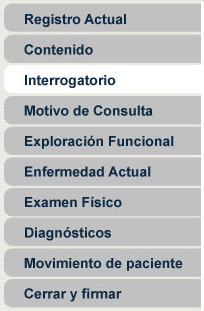 Registro Actual
Contenido
Interrogatorio
Motivo de Consulta
Exploración Funcional
Enfermedad Actual
Examen Físico
Diagnósticos
Movimiento de paciente
Cerrar y firmar